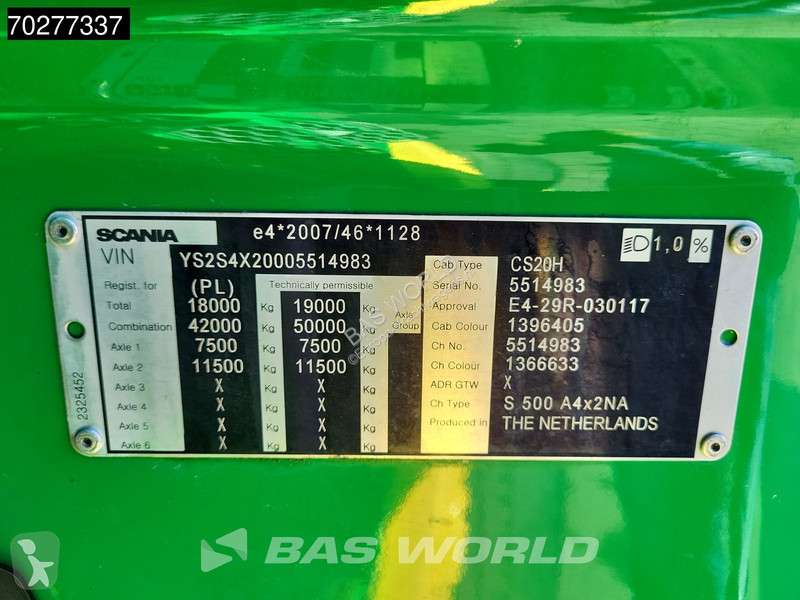 70277337
SCANIA e4*2007/46*1128 1,0 %
VIN YS2S4X20005514983
Cab Type CS20H
Regist. for (PL) Technically permissible
Serial No. 5514983
Total 18000 Kg 19000 Kg
Axle Group
Approval E4-29R-030117
Combination 42000 Kg 50000 Kg
Cab Colour 1396405
Axle 1 7500 Kg 7500 Kg
Ch No. 5514983
Axle 2 11500 Kg 11500 Kg
Ch Colour 1366633
Axle 3 X Kg X Kg
ADR GTW X
Axle 4 X Kg X Kg
Ch Type S 500 A4x2NA
Axle 5 X Kg X Kg
Produced in THE NETHERLANDS
Axle 6 X Kg X Kg
2325452
BAS WORLD
BAS WORLD